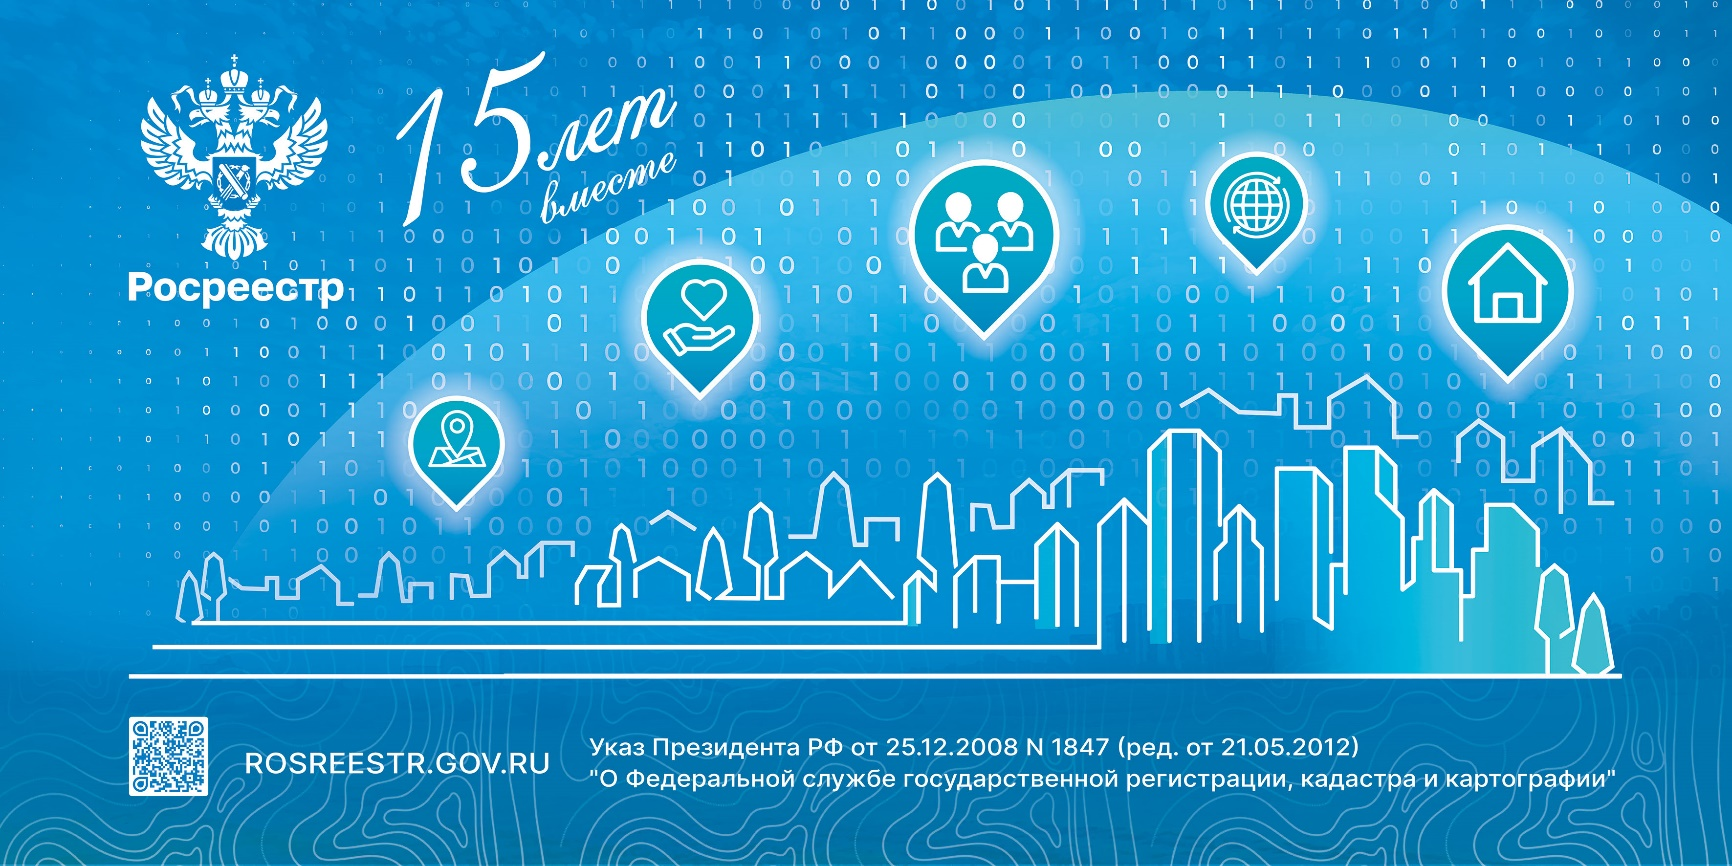 15 лет
вместе
Росреестр
ROSREESTR.GOV.RU
Указ Президента РФ от 25.12.2008 N 1847 (ред. от 21.05.2012)
"О Федеральной службе государственной регистрации, кадастра и картографии"